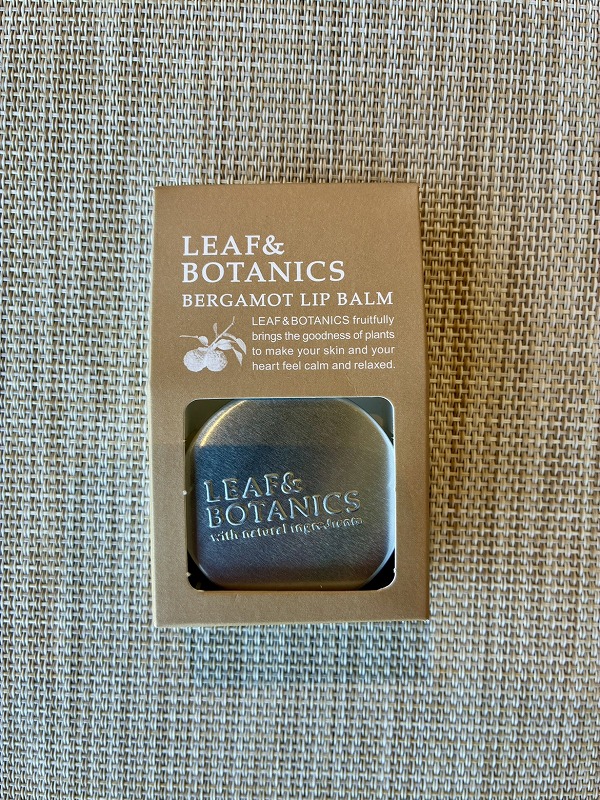 LEAF&
BOTANICS
BERGAMOT LIP BALM
LEAF&BOTANICS fruitfully
brings the goodness of plants
to make your skin and your
heart feel calm and relaxed.
LEAF&
BOTANICS
with natural ingredients